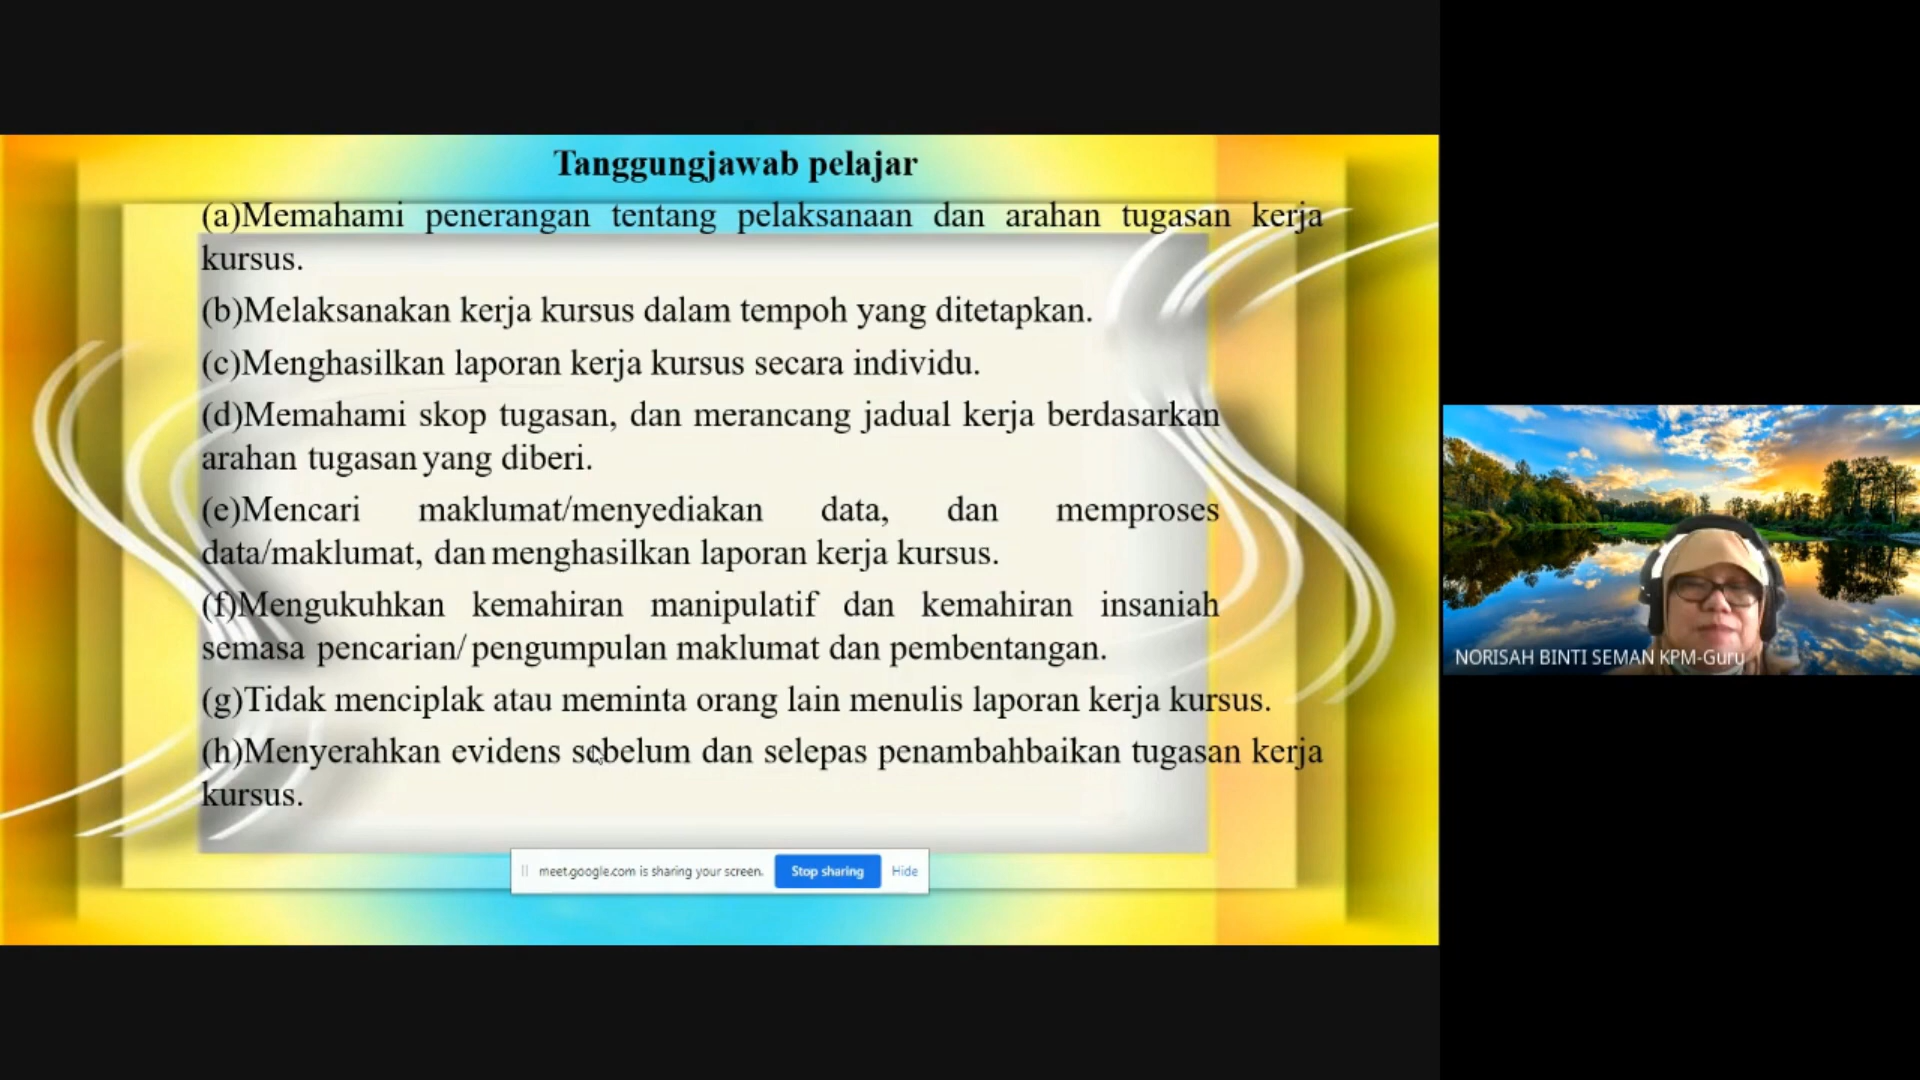 Tanggungjawab pelajar
(a)Memahami penerangan tentang pelaksanaan dan arahan tugasan kerja
kursus.
(b)Melaksanakan kerja kursus dalam tempoh yang ditetapkan.
(c)Menghasilkan laporan kerja kursus secara individu.
(d)Memahami skop tugasan, dan merancang jadual kerja berdasarkan
arahan tugasan yang diberi.
(e)Mencari maklumat/menyediakan data, dan memproses
data/maklumat, dan menghasilkan laporan kerja kursus.
(f)Mengukuhkan kemahiran manipulatif dan kemahiran insaniah
semasa pencarian/ pengumpulan maklumat dan pembentangan.
(g)Tidak menciplak atau meminta orang lain menulis laporan kerja kursus.
(h)Menyerahkan evidens sebelum dan selepas penambahbaikan tugasan kerja
kursus.
meet.google.com is sharing your screen. Stop sharing Hide
NORISAH BINTI SEMAN KPM-Guru